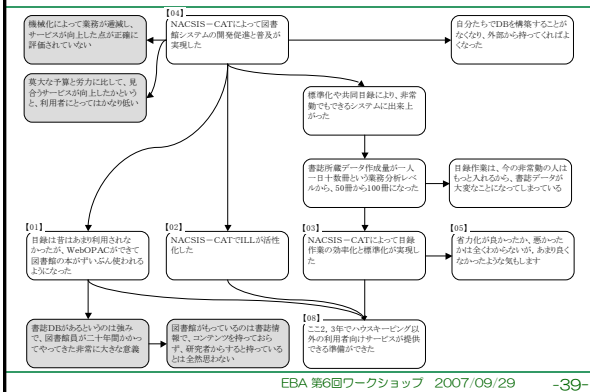 機械化によって業務が逓減し、
サービスが向上した点が正確に
評価されていない
【04】
NACSIS-CATによって図書
館システムの開発促進と普及が
実現した
自分たちでDBを構築することが
なくなり、外部から持ってくればよ
くなった
莫大な予算と労力に比して、見
合うサービスが向上したかという
と、利用者にとってはかなり低い
標準化や共同目録により、非常
勤でもできるシステムに出来上
がった
書誌所蔵データ作成量が一人
一日十数冊という業務分析レベ
ルから、50冊から100冊になった
目録作業は、今の非常勤の人は
もっと入れるから、書誌データが
大変なことになってしまっている
【01】
目録は昔はあまり利用されな
かったが、WebOPACができて
図書館の本がずいぶん使われる
ようになった
【02】
NACSIS-CATでILLが活性
化した
【03】
NACSIS-CATによって目録
作業の効率化と標準化が実現し
た
【05】
省力化が良かったか、悪かった
かは全くわからないが、あまり良く
なかったような気もします
書誌DBがあるというのは強み
で、図書館員が二十年間かかっ
てやってきた非常に大きな意義
図書館がもっているのは書誌情
報で、コンテンツを持っておら
ず、研究者からすると持っている
とは全然思わない
【08】
ここ2，3年でハウスキーピング以
外の利用者向けサービスが提供
できる準備ができた
EBA 第6回ワークショップ 2007/09/29 -39-